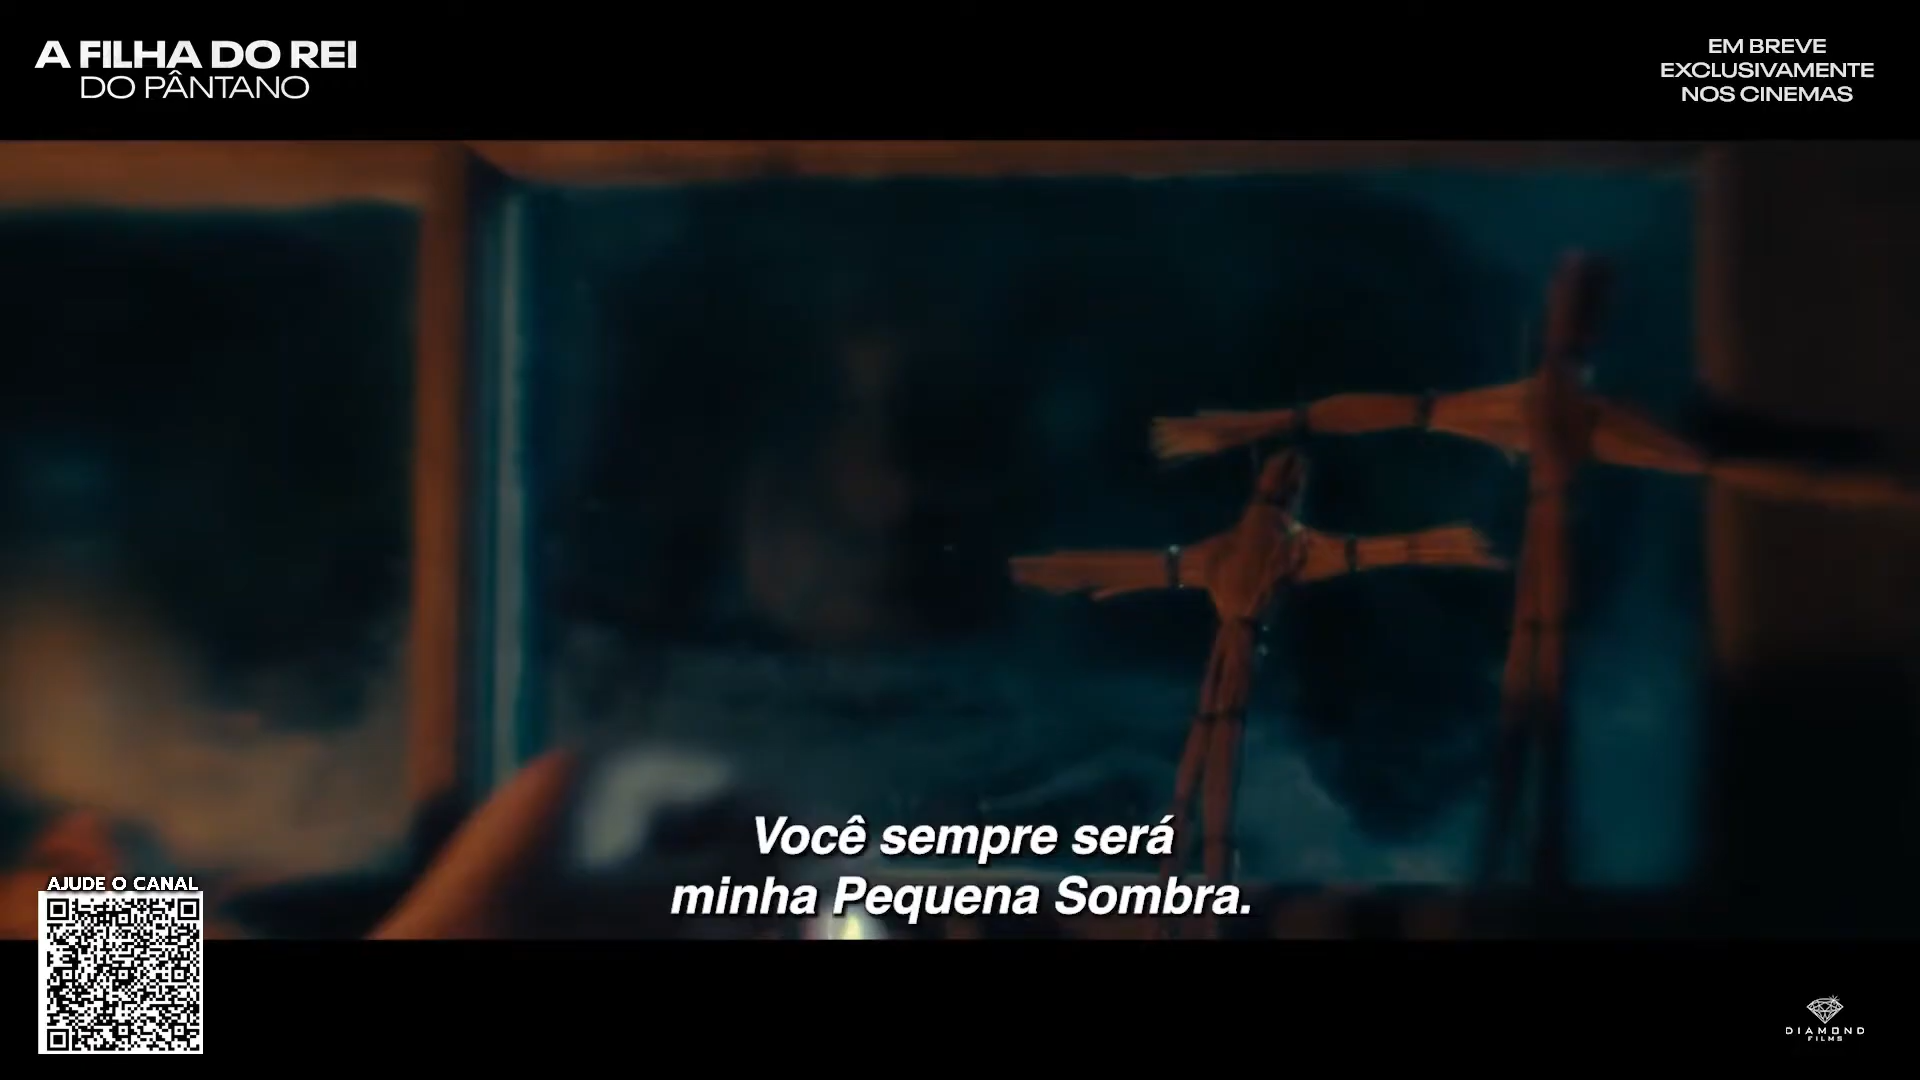 A FILHA DO REI
DO PÂNTANO
EM BREVE
EXCLUSIVAMENTE
NOS CINEMAS
Você sempre será
minha Pequena Sombra.
AJUDE O CANAL
DIAMOND
FILMS